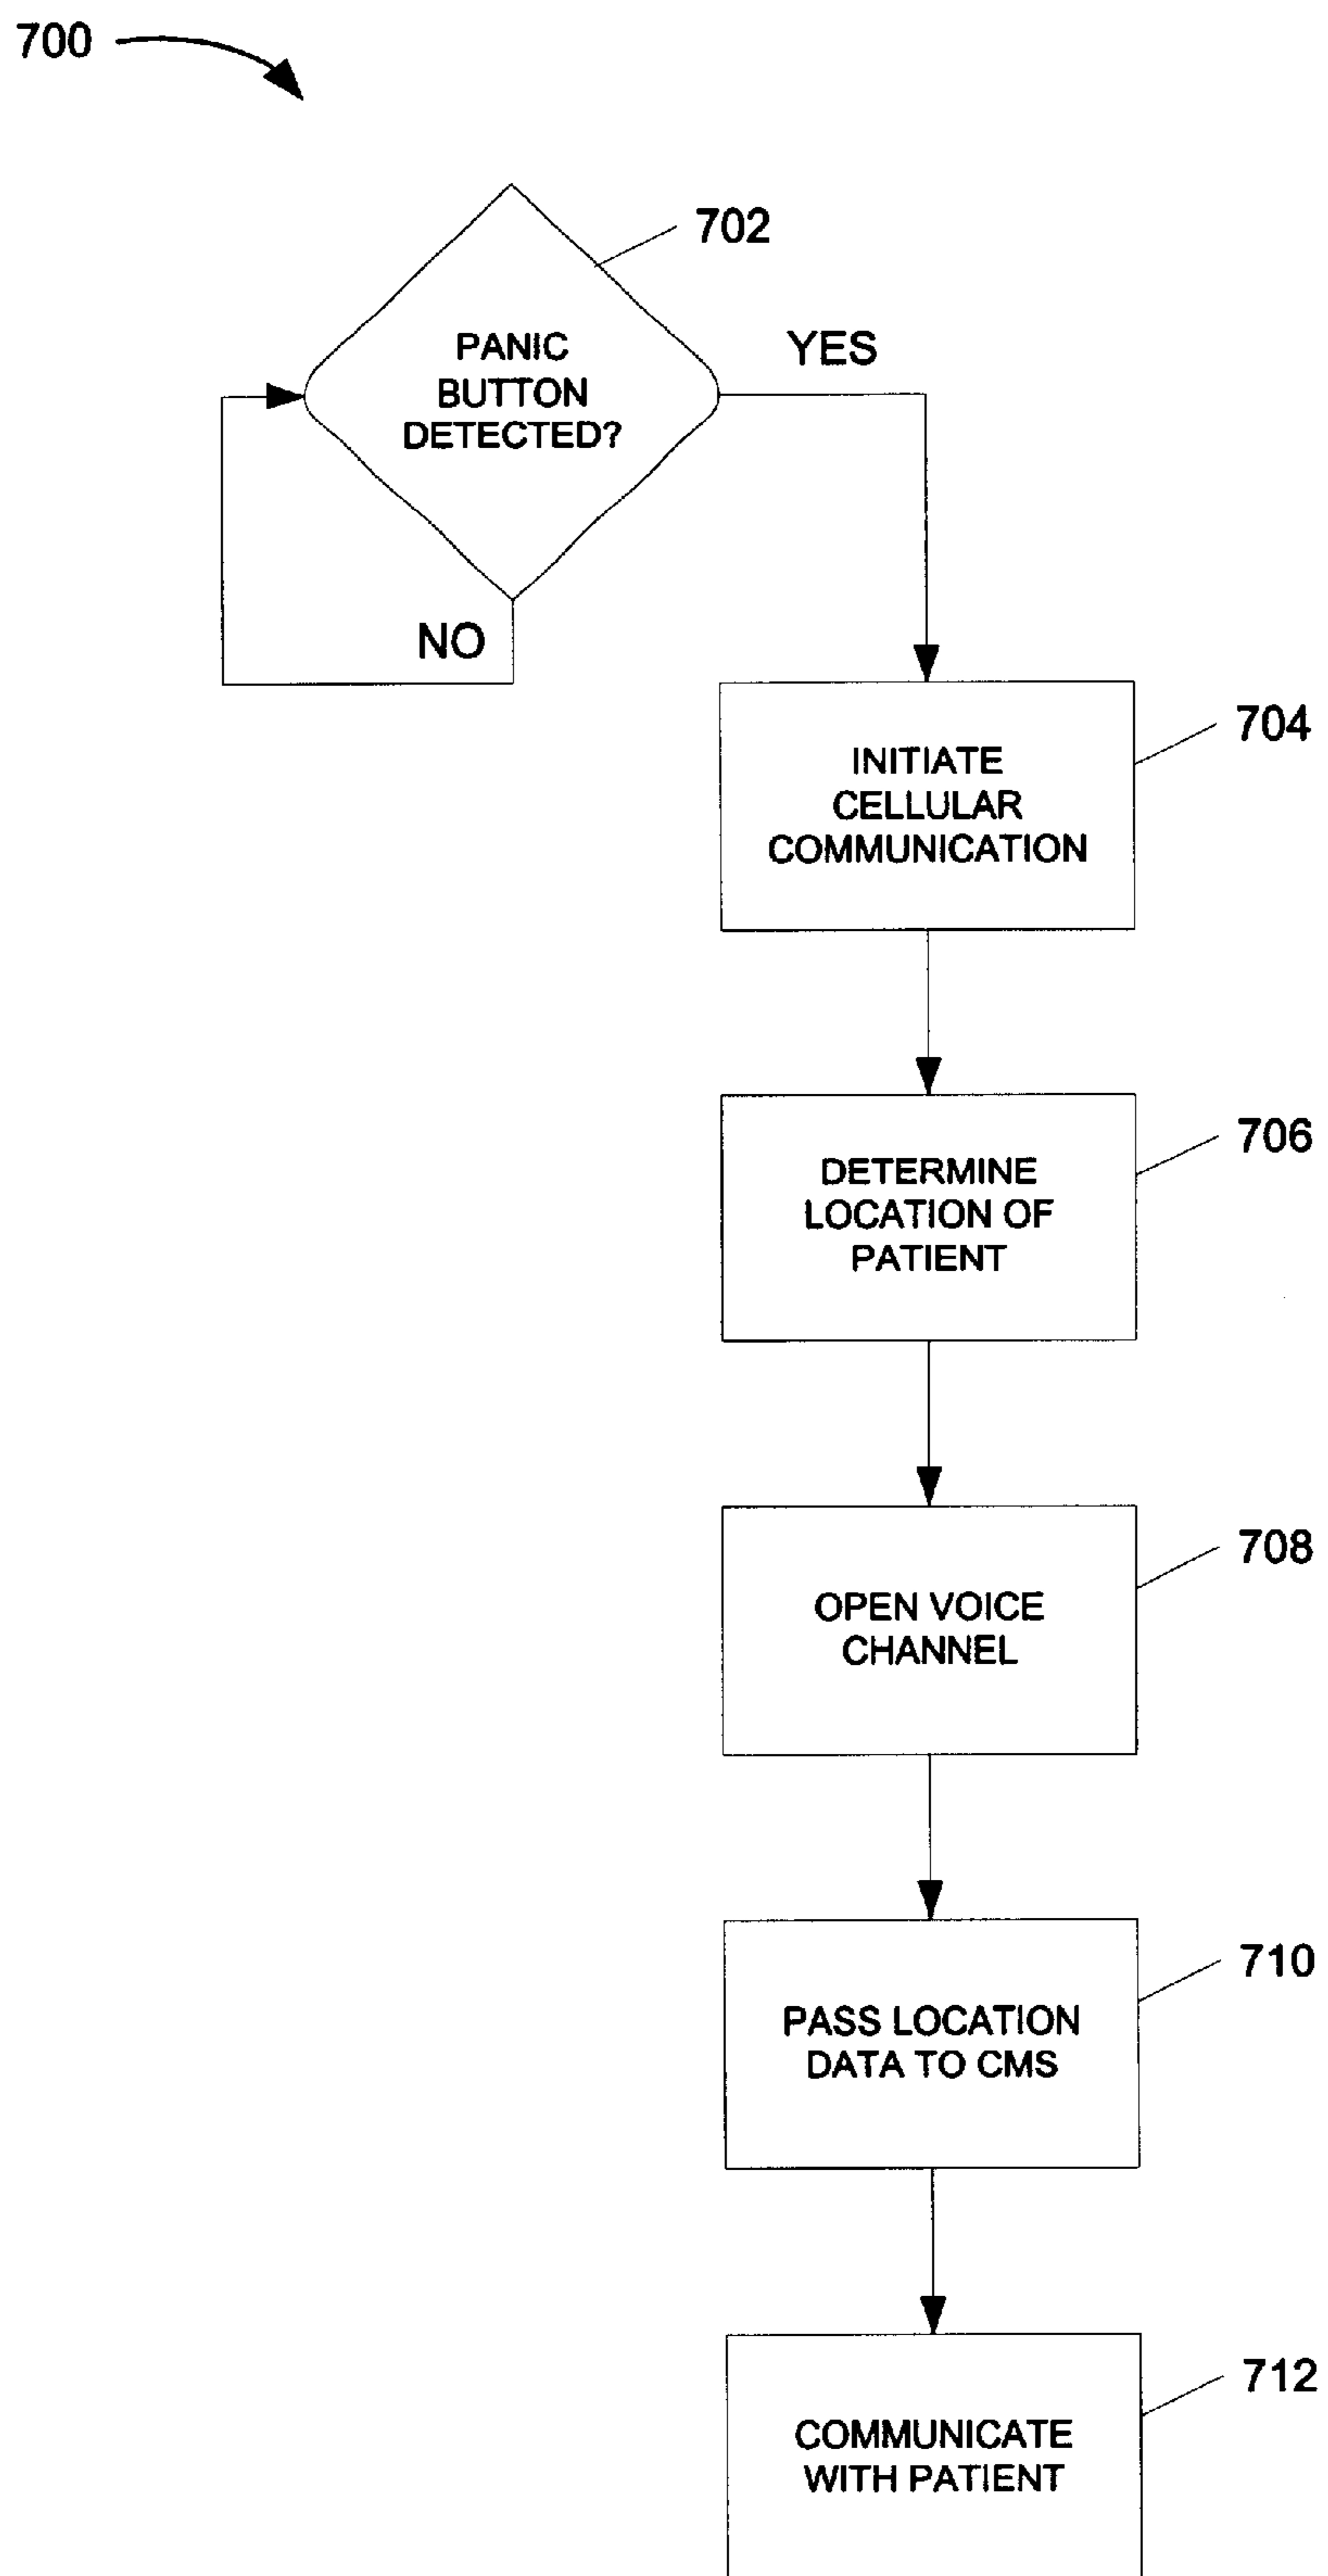 700
702
PANIC
BUTTON
DETECTED?
YES
NO
704
INITIATE
CELLULAR
COMMUNICATION
706
DETERMINE
LOCATION OF
PATIENT
708
OPEN VOICE
CHANNEL
710
PASS LOCATION
DATA TO CMS
712
COMMUNICATE
WITH PATIENT